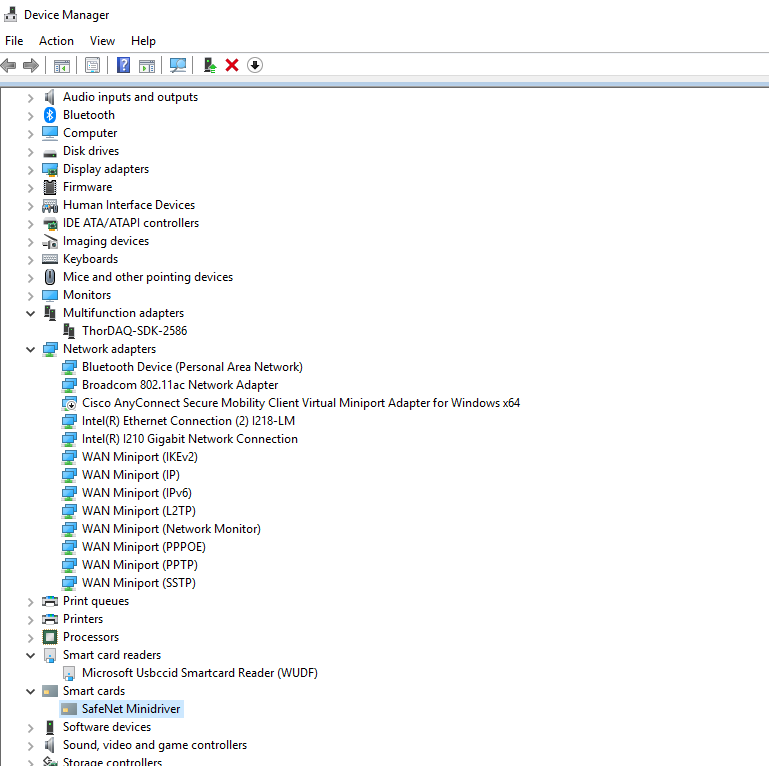 Device Manager
File Action View Help
Audio inputs and outputs
Bluetooth
Computer
Disk drives
Display adapters
Firmware
Human Interface Devices
IDE ATA/ATAPI controllers
Imaging devices
Keyboards
Mice and other pointing devices
Monitors
Multifunction adapters
ThorDAQ-SDK-2586
Network adapters
Bluetooth Device (Personal Area Network)
Broadcom 802.11ac Network Adapter
Cisco AnyConnect Secure Mobility Client Virtual Miniport Adapter for Windows x64
Intel(R) Ethernet Connection (2) I218-LM
Intel(R) I210 Gigabit Network Connection
WAN Miniport (IKEv2)
WAN Miniport (IP)
WAN Miniport (IPv6)
WAN Miniport (L2TP)
WAN Miniport (Network Monitor)
WAN Miniport (PPPOE)
WAN Miniport (PPTP)
WAN Miniport (SSTP)
Print queues
Printers
Processors
Smart card readers
Microsoft Usbccid Smartcard Reader (WUDF)
Smart cards
SafeNet Minidriver
Software devices
Sound, video and game controllers
Storage controllers